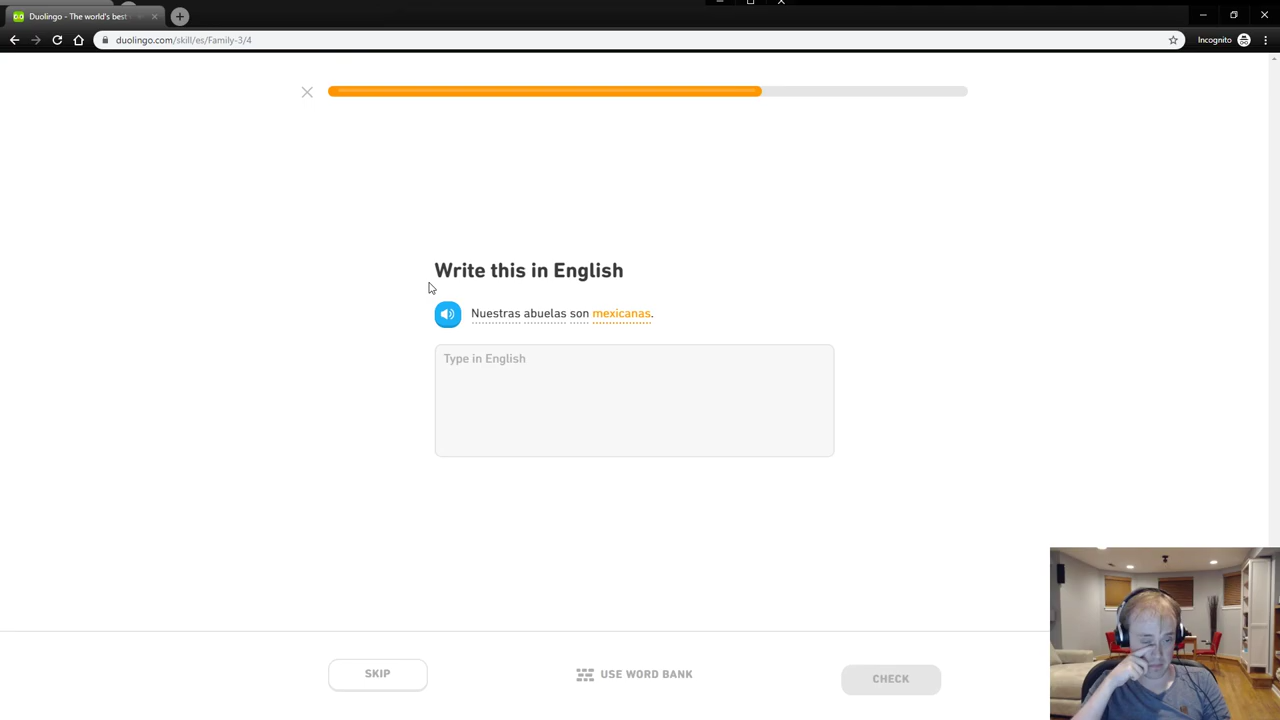 Duolingo - The world's best
duolingo.com/skill/es/Family-3/4
Incognito
Write this in English
Nuestras abuelas son mexicanas.
Type in English
SKIP
USE WORD BANK
CHECK